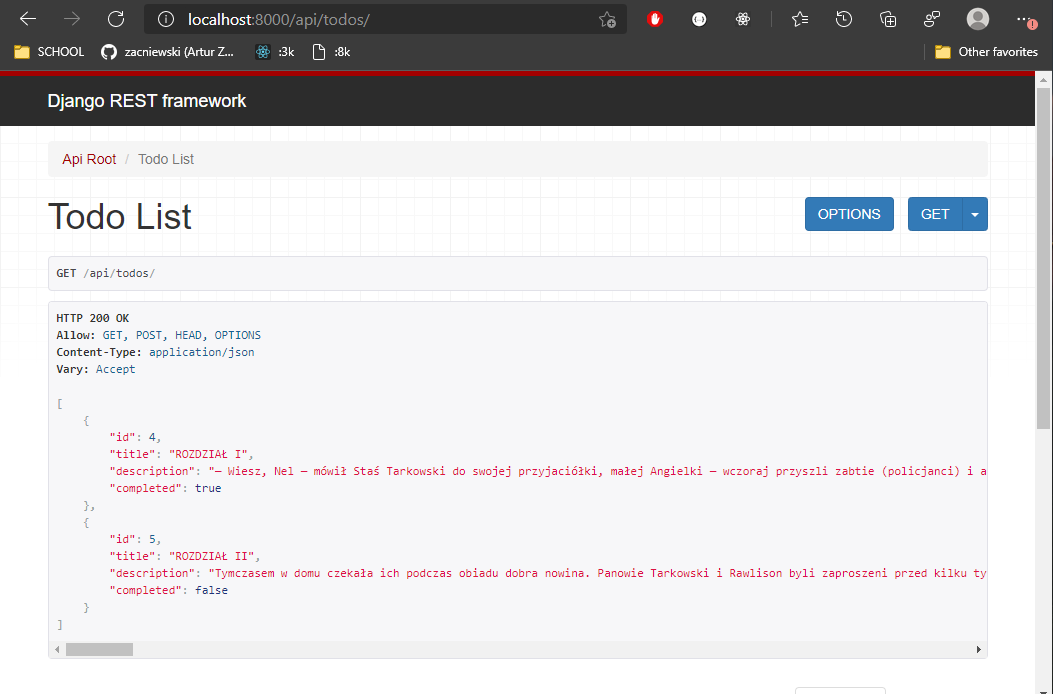 localhost:8000/api/todos/
SCHOOL zacniewski (Artur Z... :3k :8k Other favorites
Django REST framework
Api Root / Todo List
Todo List
OPTIONS GET
GET /api/todos/
HTTP 200 OK
Allow: GET, POST, HEAD, OPTIONS
Content-Type: application/json
Vary: Accept
[
{
"id": 4,
"title": "ROZDZIAŁ I",
"description": "— Wiesz, Nel — mówił Staś Tarkowski do swojej przyjaciółki, małej Angielki — wczoraj przyszli zabtie (policjanci) i a
"completed": true
},
{
"id": 5,
"title": "ROZDZIAŁ II",
"description": "Tymczasem w domu czekała ich podczas obiadu dobra nowina. Panowie Tarkowski i Rawlison byli zaproszeni przed kilku ty
"completed": false
}
]